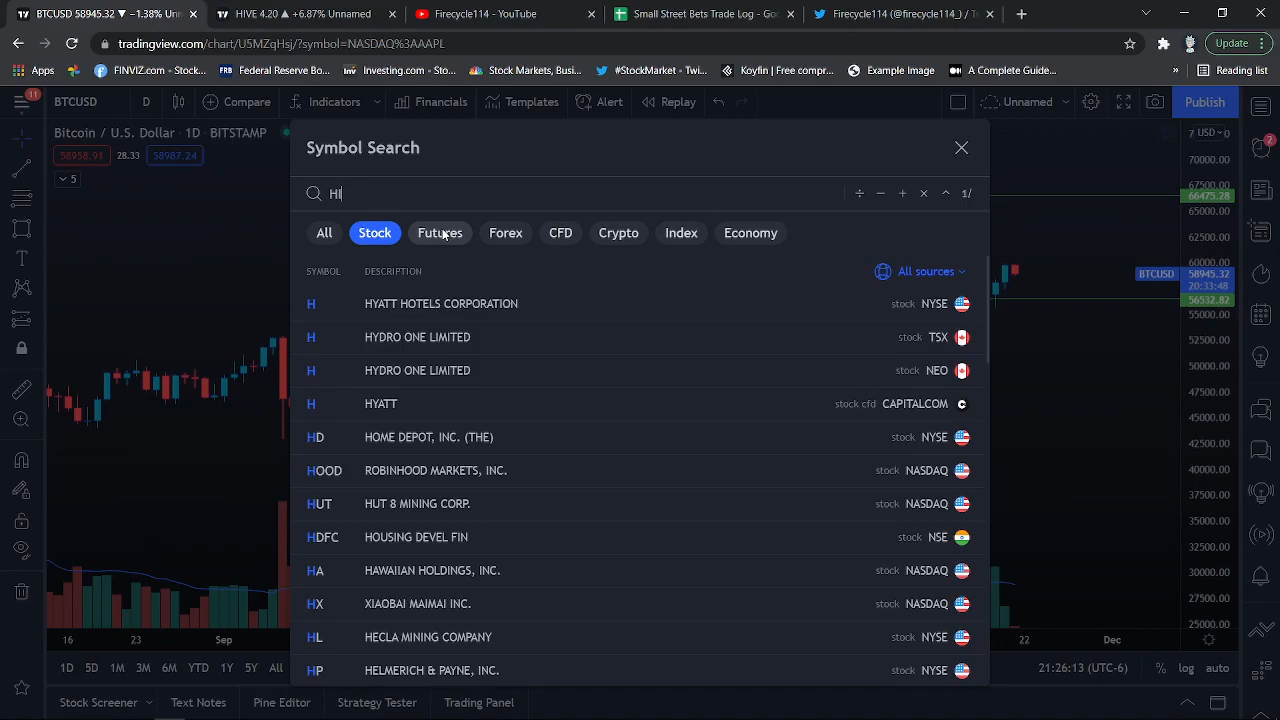 BTCUSD 58945.32 ▼ −1.38% Unn
HIVE 4.20 ▲ +6.87% Unnamed
Firecycle114 - YouTube
Small Street Bets Trade Log - Goo
Firecycle114 (@firecycle114_) / Tw
tradingview.com/chart/U5MZqHsj/?symbol=NASDAQ%3AAAPL
Update
Apps
FINVIZ.com - Stock...
Federal Reserve Bo...
Investing.com - Sto...
Markets, Busi...
#StockMarket - Twi...
Koyfin | Free compr...
Example Image
A Complete Guide...
Reading list
11
BTCUSD
D
Compare
Indicators
Financials
Templates
Alert
Replay
Unnamed
Publish
Bitcoin / U.S. Dollar · 1D · BITSTAMP
58958.91
28.33
58987.24
5
Symbol Search
HI
1/
All
Stock
Futures
Forex
CFD
Crypto
Index
Economy
SYMBOL
DESCRIPTION
All sources
H HYATT HOTELS CORPORATION stock NYSE
H HYDRO ONE LIMITED stock TSX
H HYDRO ONE LIMITED stock NEO
H HYATT stock cfd CAPITALCOM
HD HOME DEPOT, INC. (THE) stock NYSE
HOOD ROBINHOOD MARKETS, INC. stock NASDAQ
HUT HUT 8 MINING CORP. stock NASDAQ
HDFC HOUSING DEVEL FIN stock NSE
HA HAWAIIAN HOLDINGS, INC. stock NASDAQ
HX XIAOBAI MAIMAI INC. stock NASDAQ
HL HECLA MINING COMPANY stock NYSE
HP HELMERICH & PAYNE, INC. stock NYSE
USD
2
70000.00
67500.00
66475.28
65000.00
62500.00
60000.00
BTCUSD 58945.32
20:33:48
56532.82
55000.00
52500.00
50000.00
47500.00
45000.00
42500.00
40000.00
37500.00
35000.00
32500.00
30000.00
27500.00
25000.00
16
23
Sep
22
Dec
1D
5D
1M
3M
6M
YTD
1Y
5Y
All
21:26:13 (UTC-6)
%
log
auto
Stock Screener
Text Notes
Pine Editor
Strategy Tester
Trading Panel